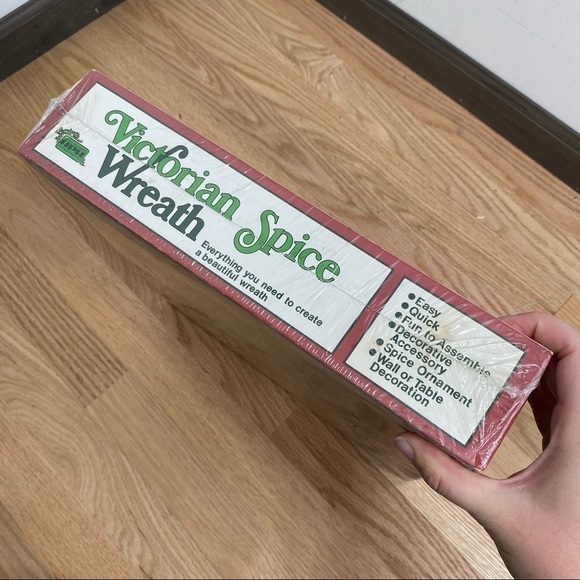 Victorian Spice
Wreath
Everything you need to create
a beautiful wreath
● Easy
● Quick
● Fun to Assemble
● Decorative
Accessory
● Spice Ornament
● Wall or Table
Decoration